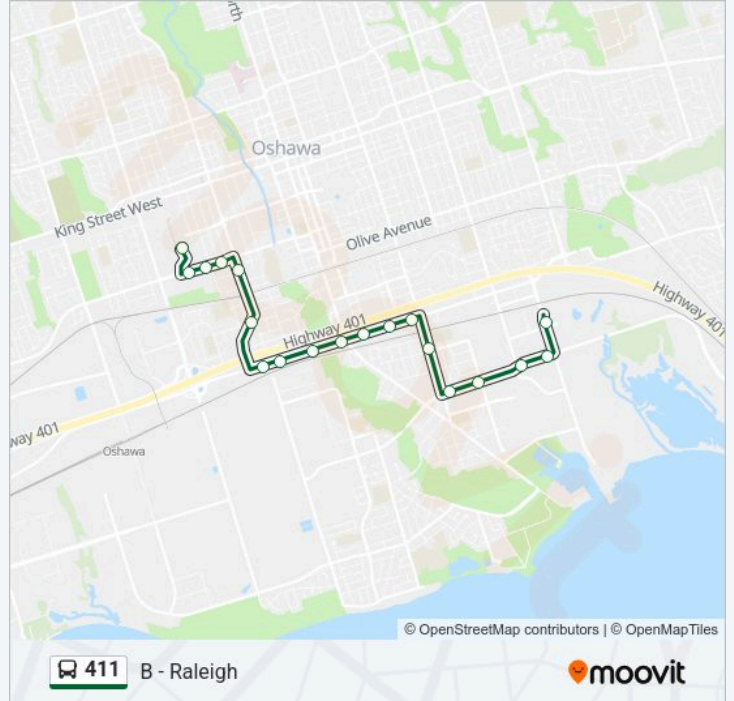 rth
Oshawa
King Street West
Olive Avenue
Highway 401
Highway 401
way 401
Oshawa
© OpenStreetMap contributors | © OpenMapTiles
411 B - Raleigh
moovit